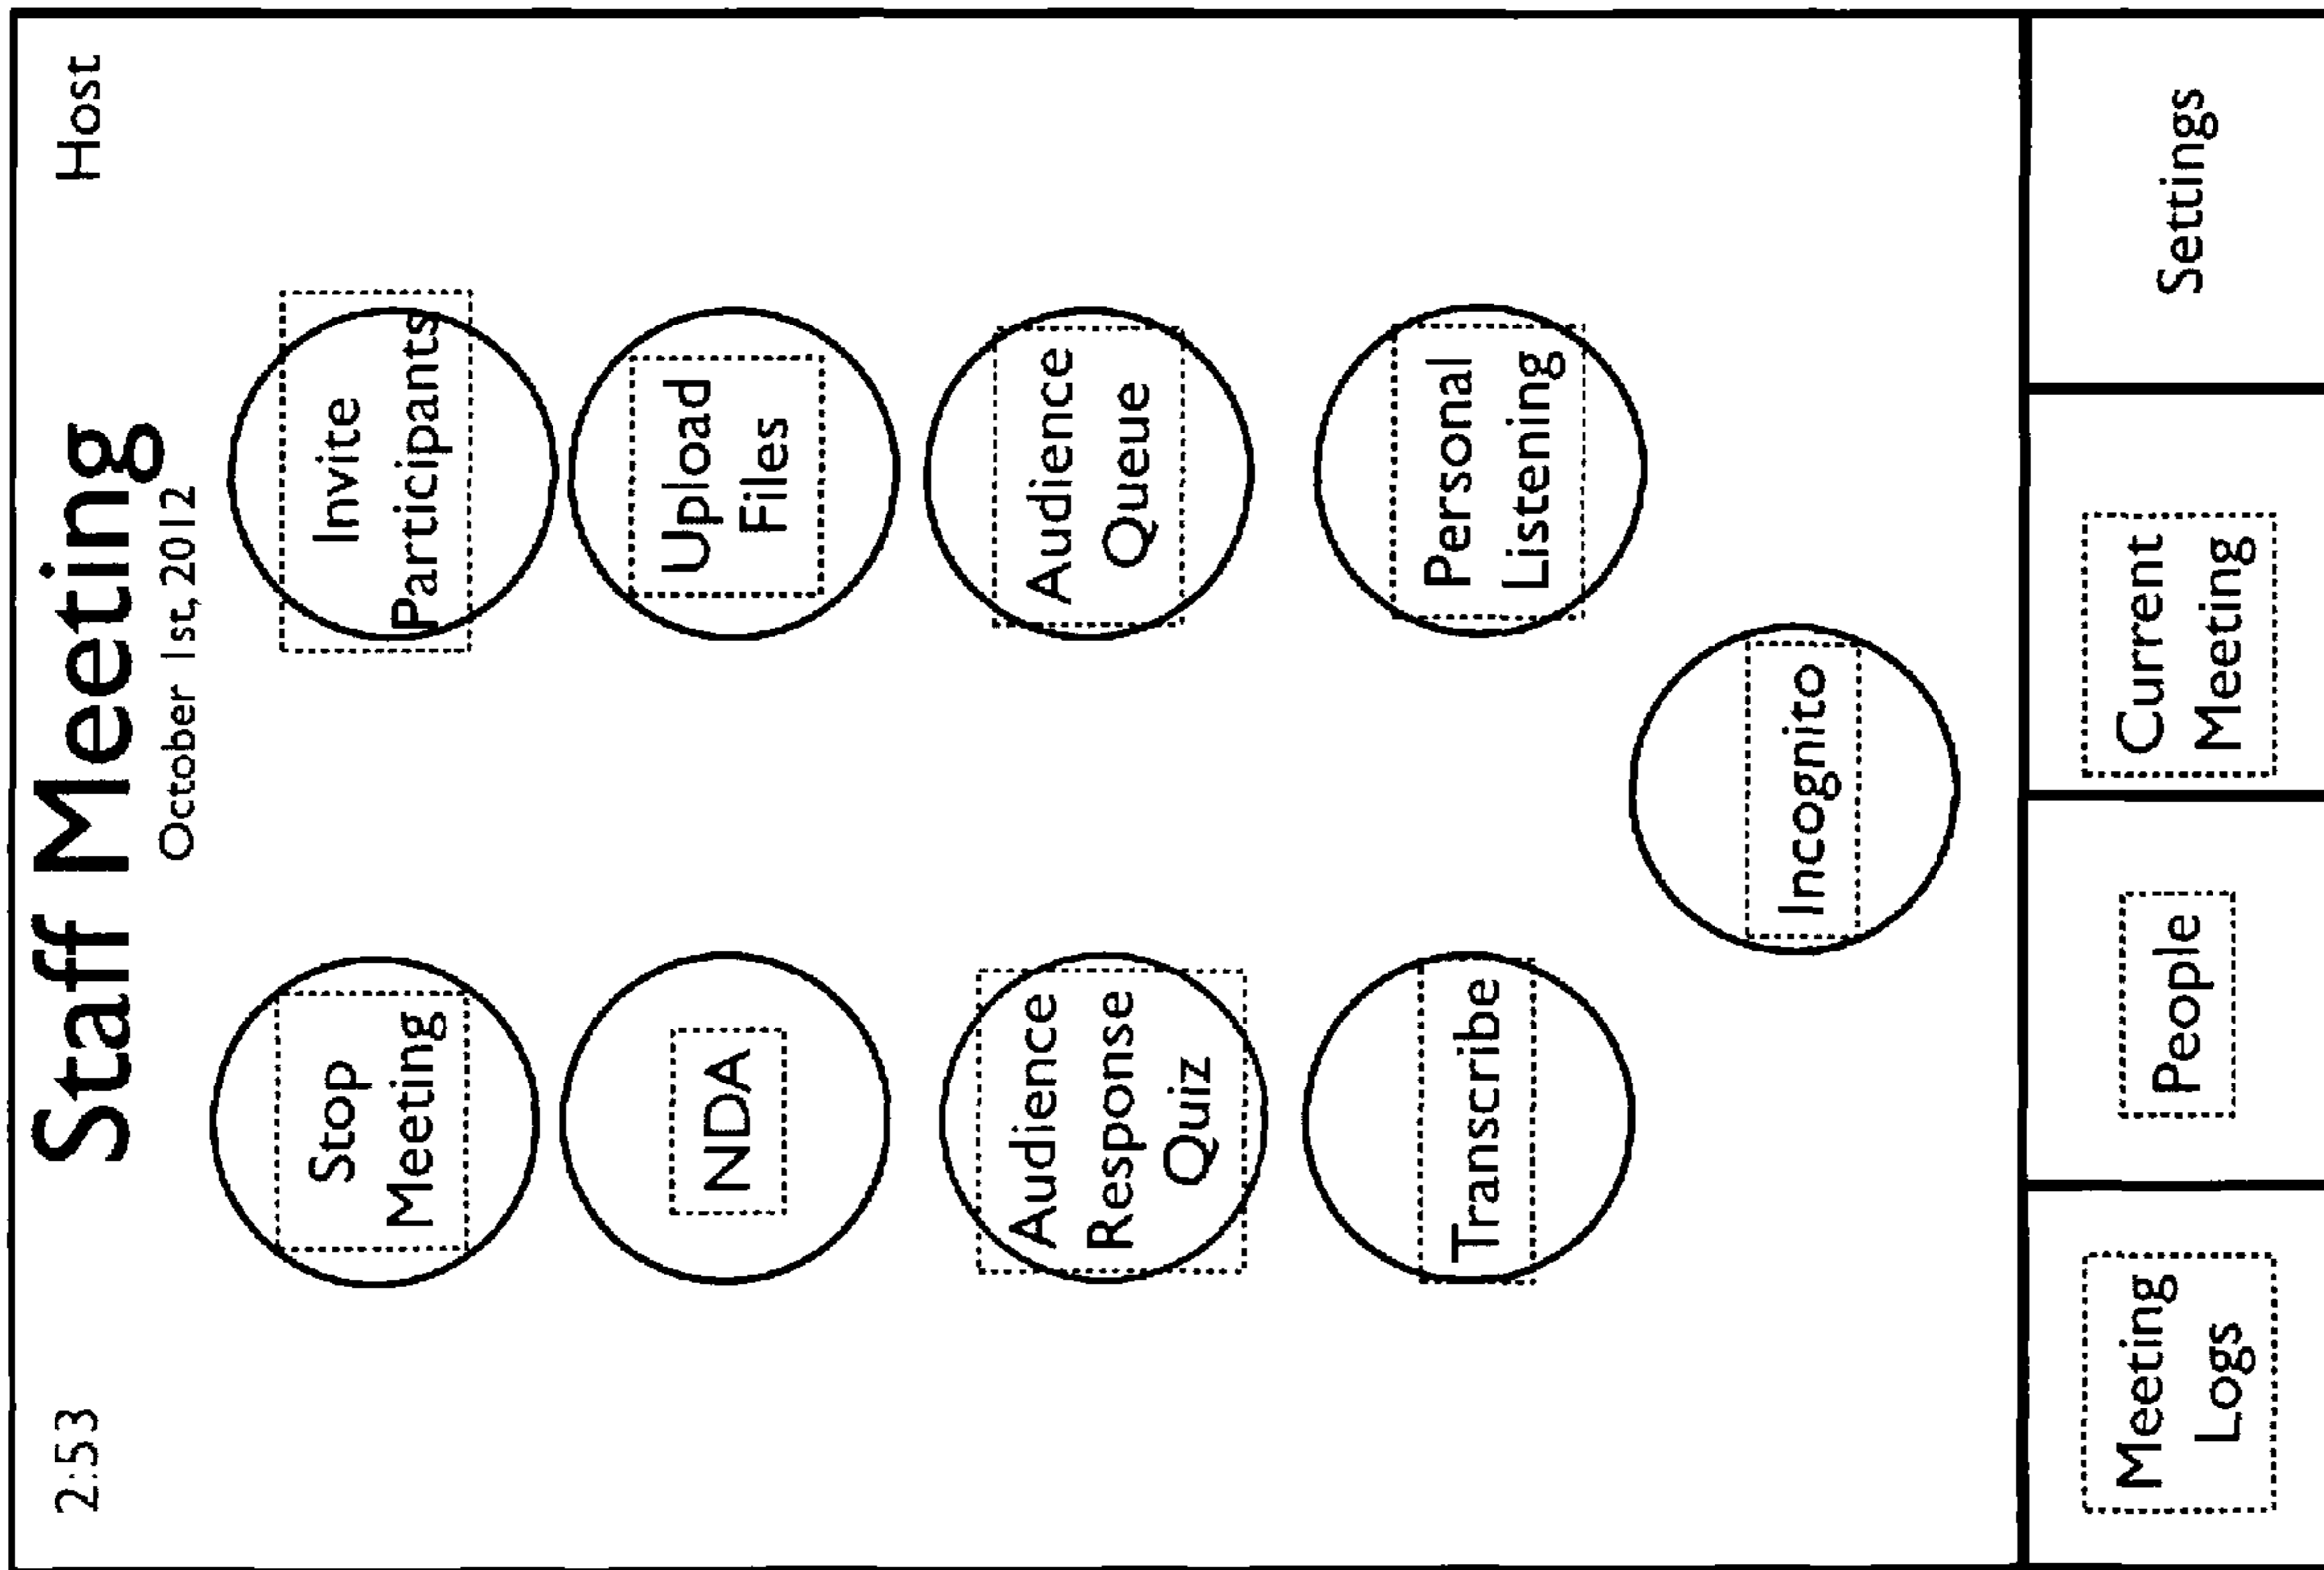 2:53
Staff Meeting
Host
October 1st, 2012
Stop
Meeting
Invite
Participants
NDA
Upload
Files
Audience
Response
Quiz
Audience
Queue
Transcribe
Personal
Listening
Incognito
Meeting
Logs
People
Current
Meeting
Settings